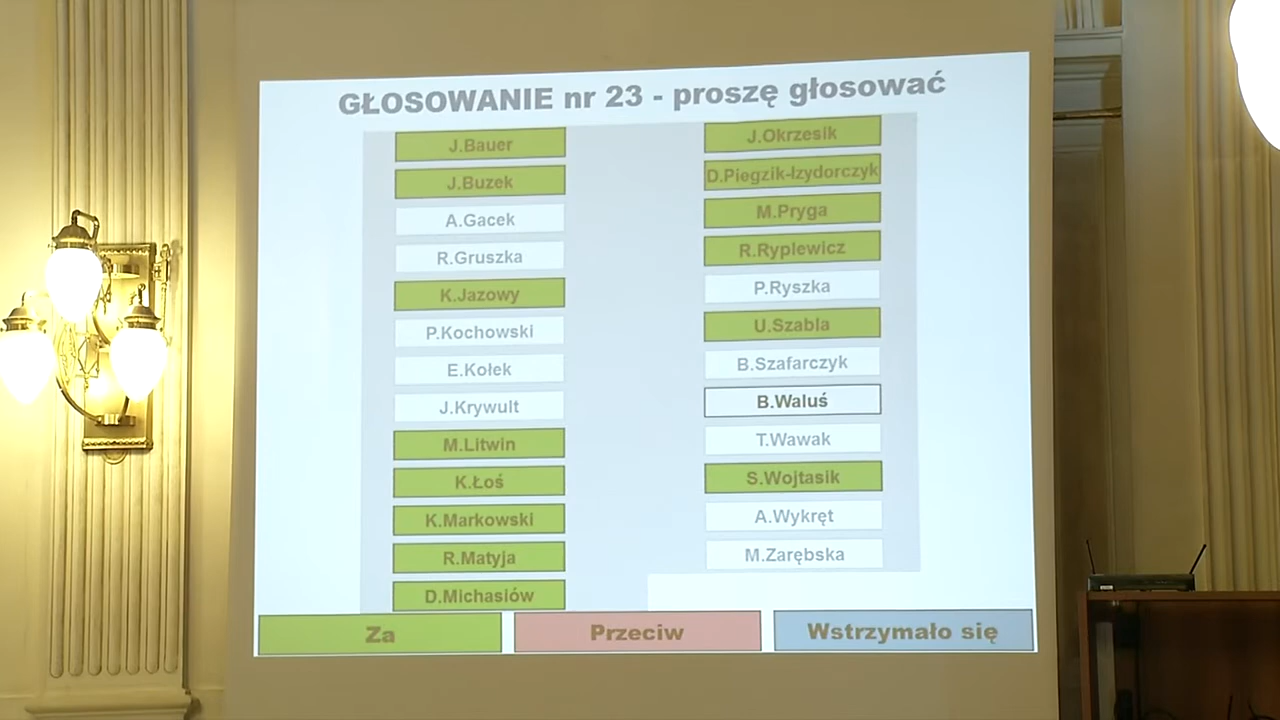 GŁOSOWANIE nr 23 - proszę głosować
J.Bauer
J.Buzek
A.Gacek
R.Gruszka
K.Jazowy
P.Kochowski
E.Kołek
J.Krywult
M.Litwin
K.Łoś
K.Markowski
R.Matyja
D.Michasiów
J.Okrzesik
D.Piegzik-Izydorczyk
M.Pryga
R.Ryplewicz
P.Ryszka
U.Szabla
B.Szafarczyk
B.Waluś
T.Wawak
S.Wojtasik
A.Wykręt
M.Zarębska
Za
Przeciw
Wstrzymało się